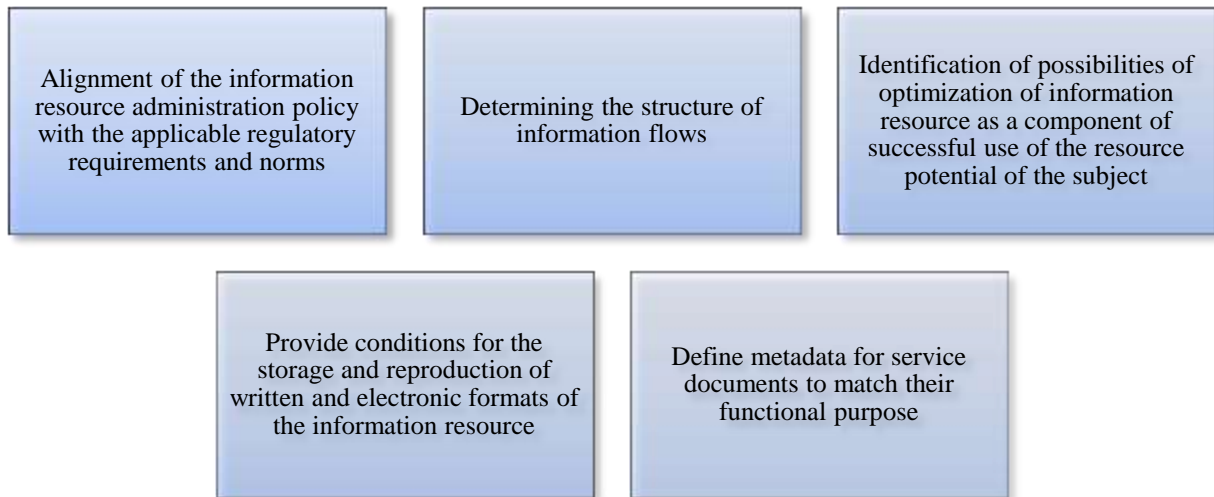 Alignment of the information
resource administration policy
with the applicable regulatory
requirements and norms
Determining the structure of
information flows
Identification of possibilities of
optimization of information
resource as a component of
successful use of the resource
potential of the subject
Provide conditions for the
storage and reproduction of
written and electronic formats of
the information resource
Define metadata for service
documents to match their
functional purpose